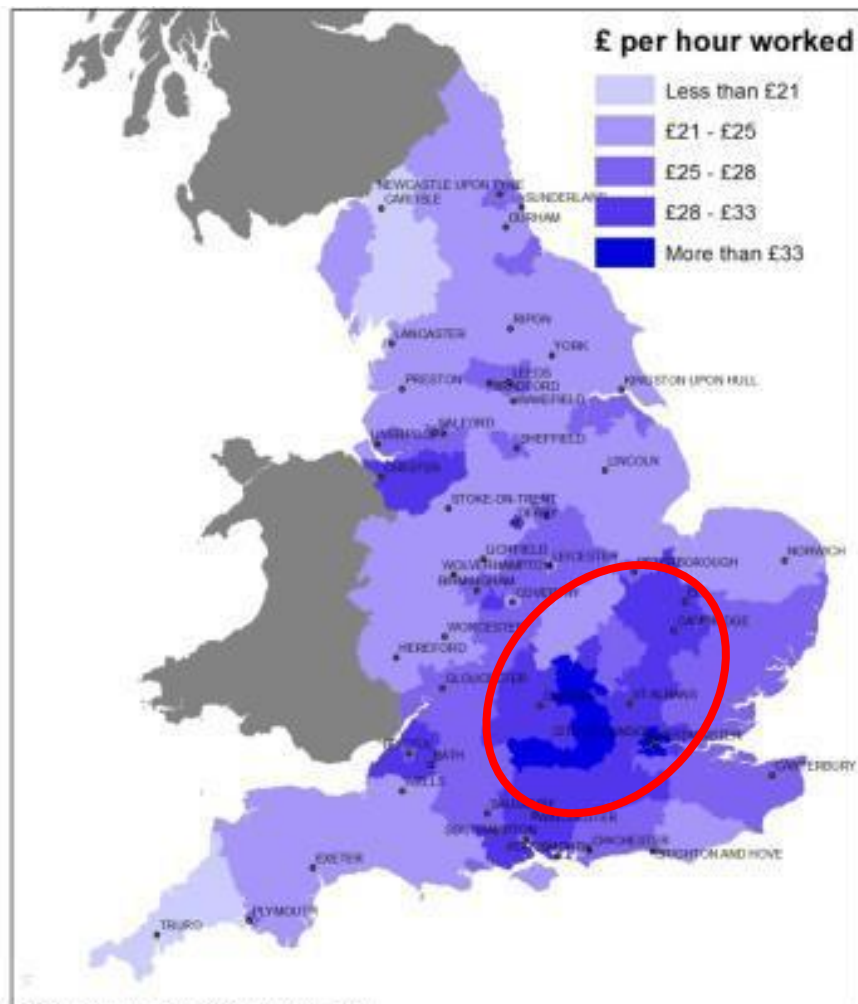 £ per hour worked
Less than £21
£21 - £25
£25 - £28
£28 - £33
More than £33
NEWCASTLE UPON TYNE
CARLISLE
SUNDERLAND
DURHAM
RIPON
LANCASTER
YORK
LEEDS
PRESTON
BRADFORD
KINGSTON UPON HULL
WAKEFIELD
SALFORD
LIVERPOOL
SHEFFIELD
CHESTER
LINCOLN
STOKE-ON-TRENT
DERBY
LICHFIELD
LEICESTER
NORWICH
WOLVERHAMPTON
PETERBOROUGH
BIRMINGHAM
COVENTRY
CAMBRIDGE
WORCESTER
HEREFORD
GLOUCESTER
ST ALBANS
BATH
CANTERBURY
WELLS
SALISBURY
WINCHESTER
SOUTHAMPTON
CHICHESTER
PORTSMOUTH
BRIGHTON AND HOVE
EXETER
PLYMOUTH
TRURO